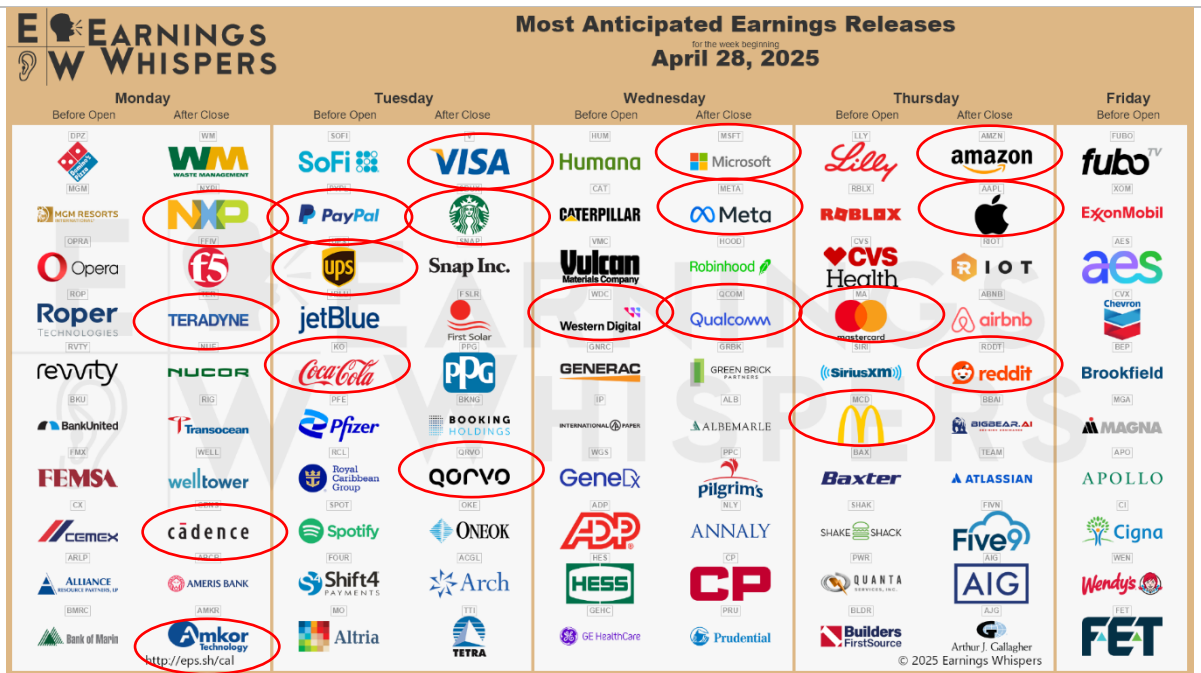 E
W
EARNINGS
WHISPERS
Most Anticipated Earnings Releases
for the week beginning
April 28, 2025
Monday
Tuesday
Wednesday
Thursday
Friday
Before Open After Close Before Open After Close Before Open After Close Before Open After Close Before Open
DPZ WM SOFI V HUM MSFT LLY AMZN FUBO
Domino's Pizza
WM
WASTE MANAGEMENT
SoFi
VISA
Humana
Microsoft
Lilly
amazon
fubo TV
MGM NXPI PYPL SBUX CAT META RBLX AAPL XOM
MGM RESORTS
NXP
PayPal
CATERPILLAR
Meta
ROBLOX
ExxonMobil
OPRA FFIV SNAP VMC HOOD CVS RIOT AES
Opera
f5
ups
Snap Inc.
Vulcan
Materials Company
Robinhood
CVS
Health
RIOT
aes
ROP FSLR WDC QCOM MA ABNB CVX
Roper
TECHNOLOGIES
TERADYNE
jetBlue
First Solar
Western Digital
Qualcomm
mastercard
airbnb
Chevron
RVTY NUE KO PPG GNRC GRBK SIRI RDDT BEP
revvity
NUCOR
Coca-Cola
PPG
GENERAC
GREEN BRICK
PARTNERS
SiriusXM
reddit
Brookfield
BKU RIG PFE BKNG IP ALB MCD BBAI MGA
BankUnited
Transocean
Pfizer
BOOKING
HOLDINGS
INTERNATIONAL PAPER
ALBEMARLE
BIGBEAR.AI
MAGNA
FMX WELL RCL QRVO WGS PPC BAX TEAM APO
FEMSA
welltower
Royal
Caribbean
Group
QORVO
GeneDx
Pilgrim's
Baxter
ATLASSIAN
APOLLO
CX CDNS SPOT OKE ADP NLY SHAK FIVN CI
CEMEX
cādence
Spotify
ONEOK
ADP
ANNALY
SHAKE SHACK
Five9
Cigna
ARLP ABCB FOUR ACGL HES CP PWR AIG WEN
ALLIANCE
RESOURCE PARTNERS, LP
AMERIS BANK
Shift4
PAYMENTS
Arch
HESS
CP
QUANTA
SERVICES, INC.
AIG
Wendy's
BMRC AMKR MO TTI GEHC PRU BLDR AJG FET
Bank of Marin
Amkor
Technology
Altria
TETRA
GE HealthCare
Prudential
Builders
FirstSource
Arthur J. Gallagher
FET
http://eps.sh/cal
© 2025 Earnings Whispers